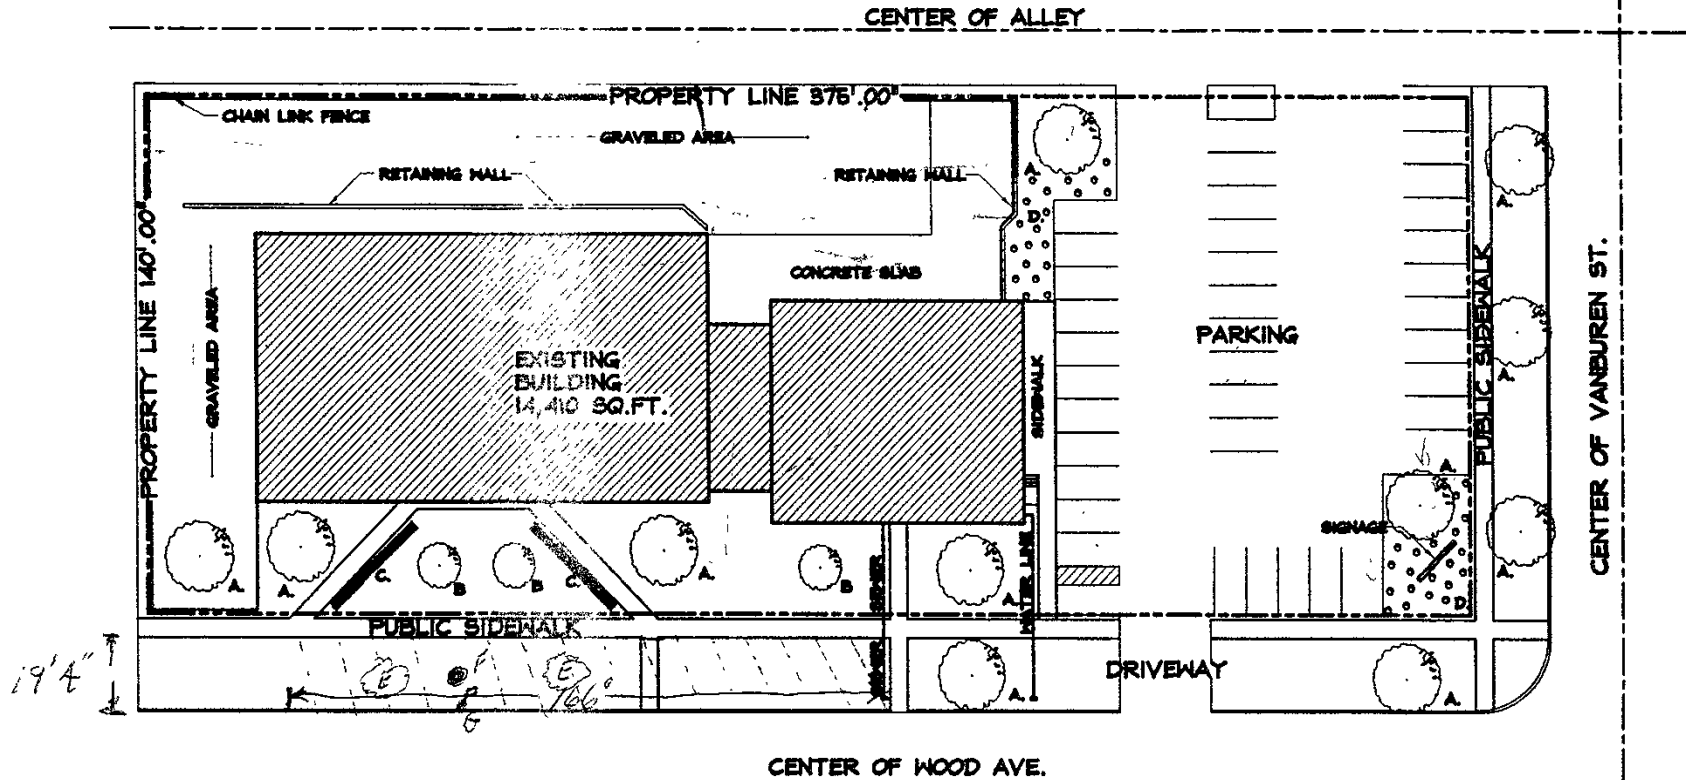 CENTER OF ALLEY
PROPERTY LINE 375'.00"
CHAIN LINK FENCE
GRAVELED AREA
RETAINING WALL
RETAINING WALL
A.
D.
A.
PROPERTY LINE 140'.00"
GRAVELED AREA
CONCRETE SLAB
EXISTING
BUILDING
14,410 SQ.FT.
SIDEWALK
PARKING
PUBLIC SIDEWALK
A.
CENTER OF VANBUREN ST.
A.
SIGNAGE
D.
A.
A.
A.
C.
B
B
C.
A.
B
SEWER
A.
WATER LINE
PUBLIC SIDEWALK
19'4"
E
F
E
G
166'
SEWER
A.
DRIVEWAY
A.
CENTER OF WOOD AVE.